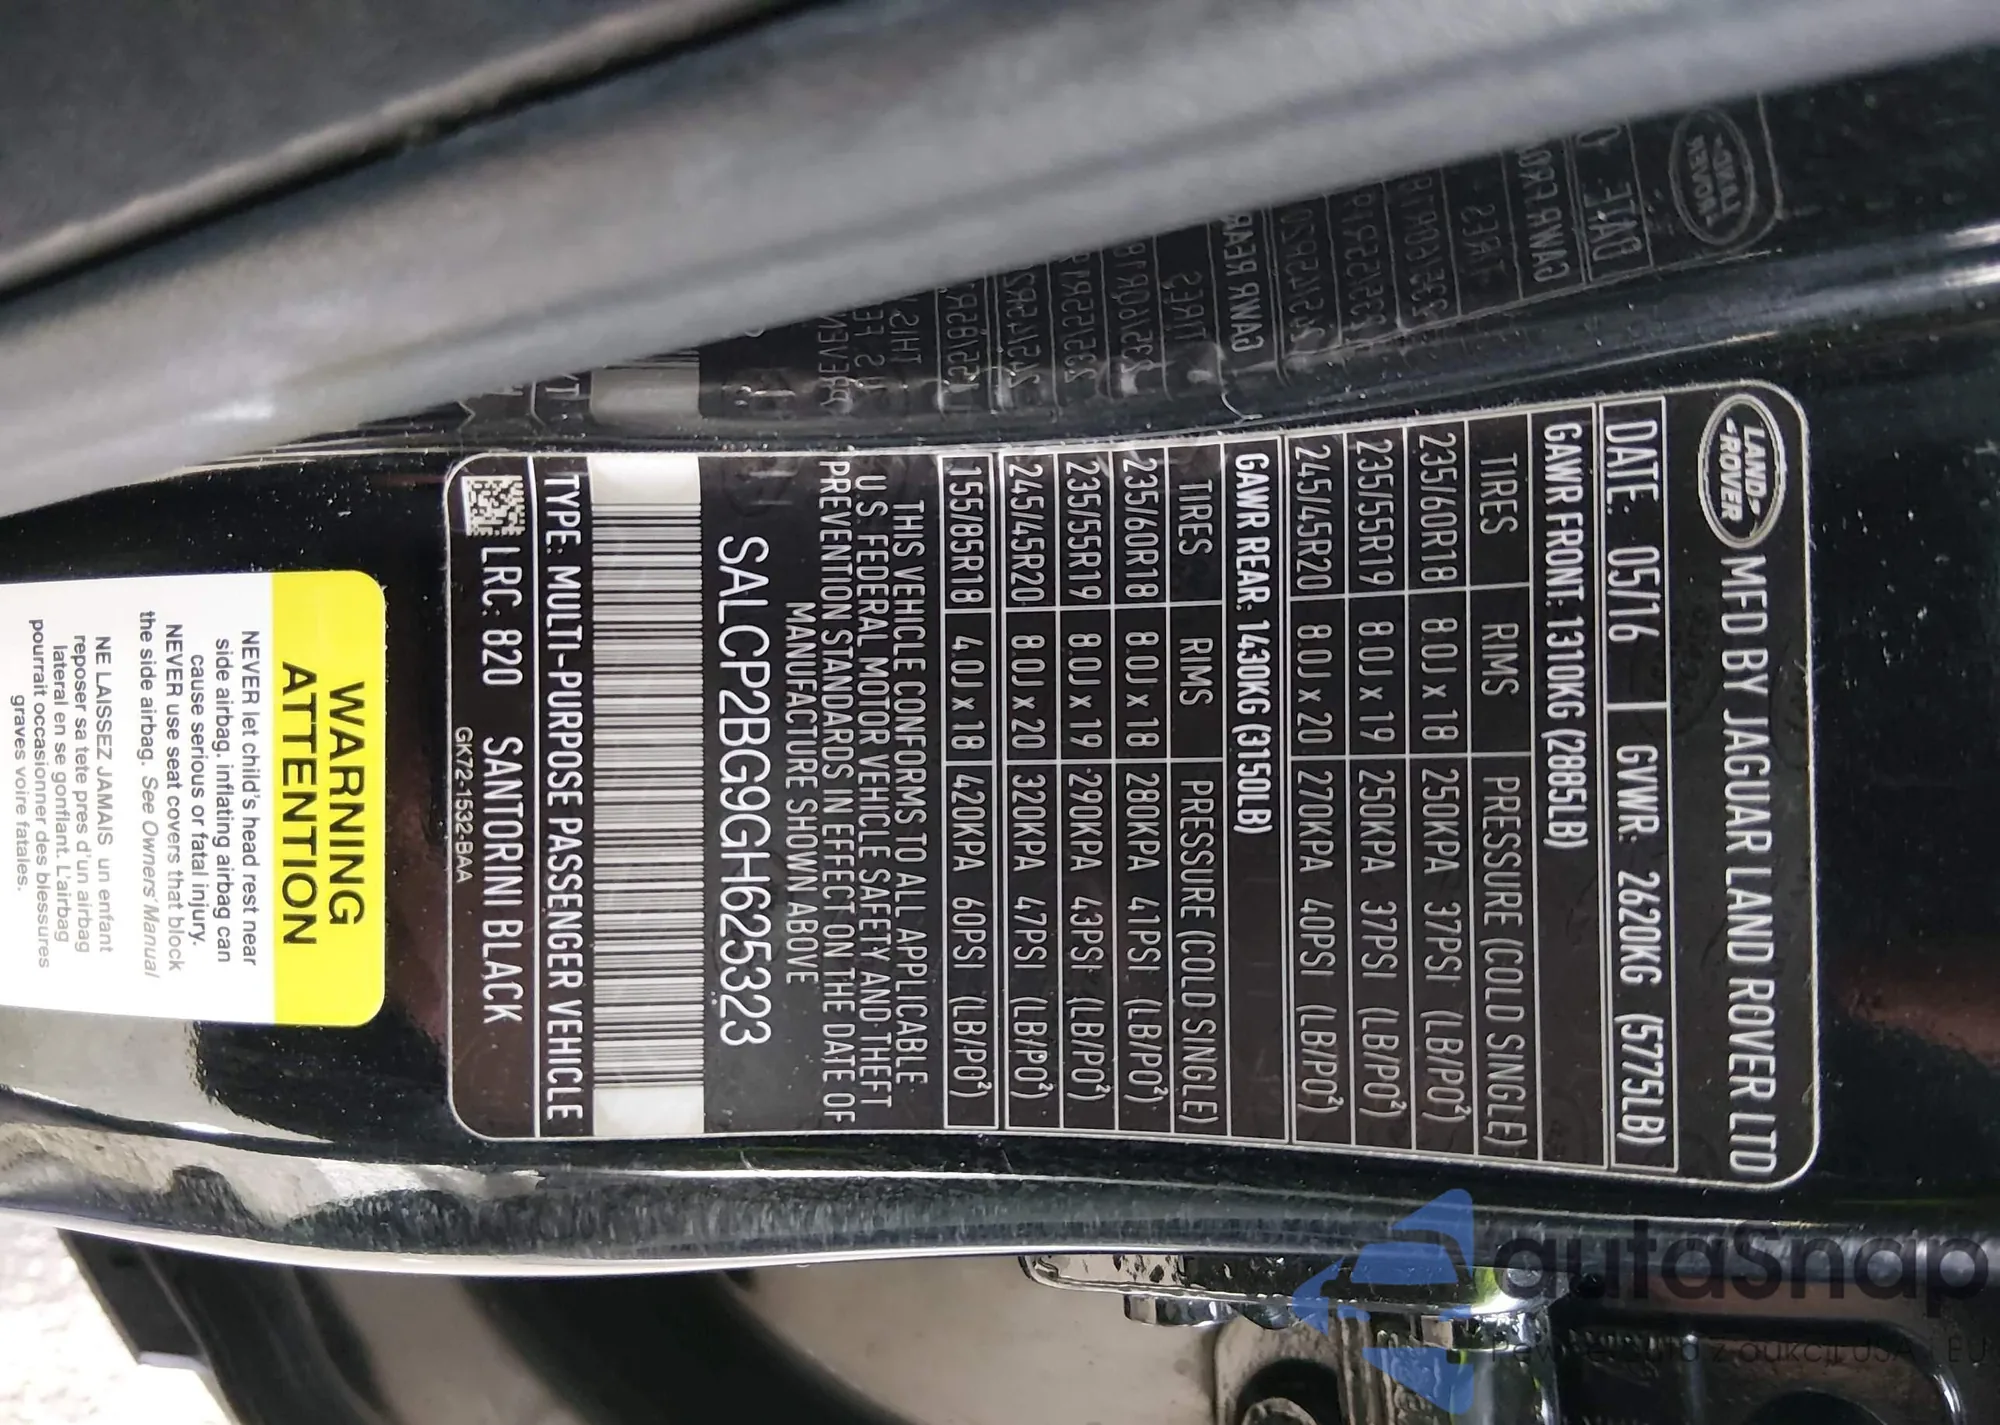 LAND-
-ROVER
MFD BY JAGUAR LAND ROVER LTD
DATE: 05/16 GVWR: 2620KG (5775LB)
GAWR FRONT: 1310KG (2885LB)
TIRES RIMS PRESSURE (COLD SINGLE)
235/60R18 8.0J x 18 250KPA 37PSI (LB/PO²)
235/55R19 8.0J x 19 250KPA 37PSI (LB/PO²)
245/45R20 8.0J x 20 270KPA 40PSI (LB/PO²)
GAWR REAR: 1430KG (3150LB)
TIRES RIMS PRESSURE (COLD SINGLE)
235/60R18 8.0J x 18 280KPA 41PSI (LB/PO²)
235/55R19 8.0J x 19 290KPA 43PSI (LB/PO²)
245/45R20 8.0J x 20 320KPA 47PSI (LB/PO²)
155/85R18 4.0J x 18 420KPA 60PSI (LB/PO²)
THIS VEHICLE CONFORMS TO ALL APPLICABLE
U.S. FEDERAL MOTOR VEHICLE SAFETY AND THEFT
PREVENTION STANDARDS IN EFFECT ON THE DATE OF
MANUFACTURE SHOWN ABOVE
SALCP2BG9GH625323
TYPE: MULTI-PURPOSE PASSENGER VEHICLE
LRC: 820 SANTORINI BLACK
GK72-1532-BAA
WARNING
ATTENTION
NEVER let child's head rest near
side airbag, inflating airbag can
cause serious or fatal injury.
NEVER use seat covers that block
the side airbag. See Owners' Manual
NE LAISSEZ JAMAIS un enfant
reposer sa tete pres d'un airbag
lateral en se gonflant. L'airbag
pourrait occasionner des blessures
graves voire fatales.
autaSnap
z aukcji USA i EU